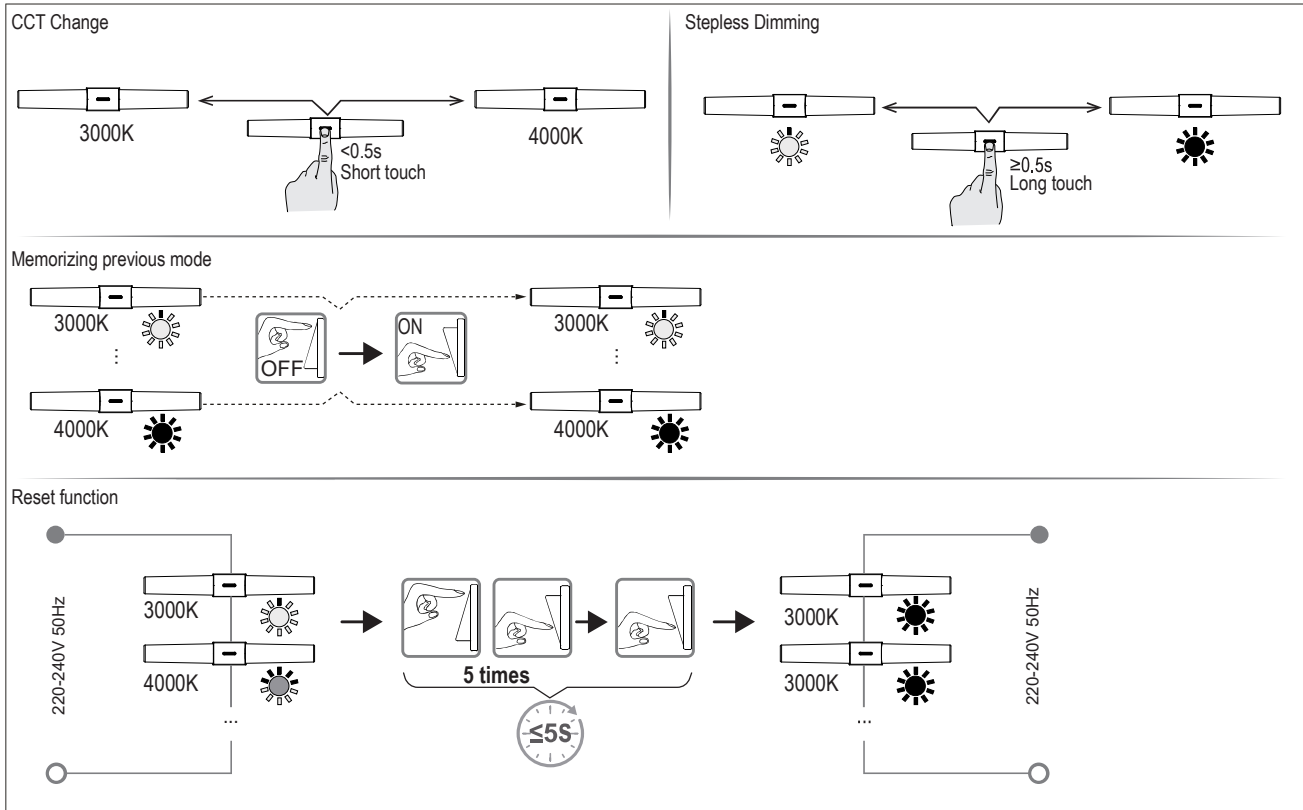 CCT Change
3000K
<0.5s
Short touch
4000K
Stepless Dimming
≥0.5s
Long touch
Memorizing previous mode
3000K
...
4000K
OFF
ON
3000K
...
4000K
Reset function
220-240V 50Hz
3000K
4000K
...
5 times
≤5S
3000K
3000K
...
220-240V 50Hz